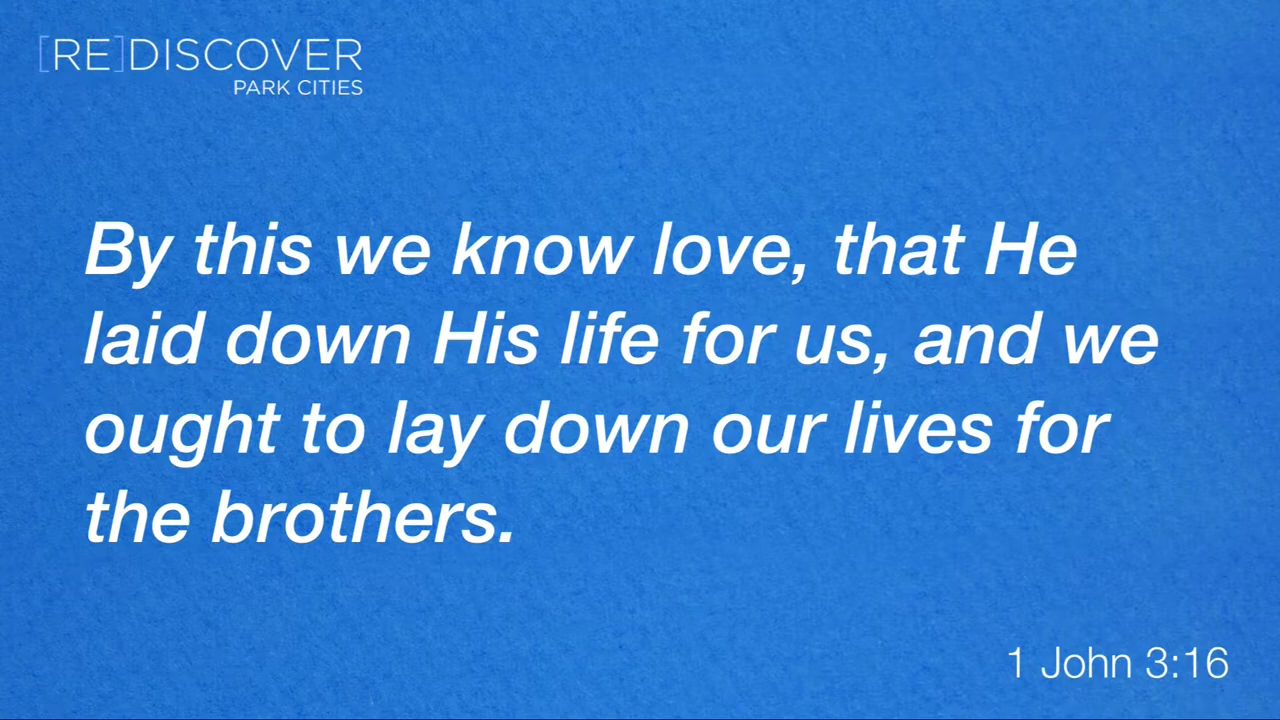 [RE]DISCOVER
PARK CITIES
By this we know love, that He
laid down His life for us, and we
ought to lay down our lives for
the brothers.
1 John 3:16